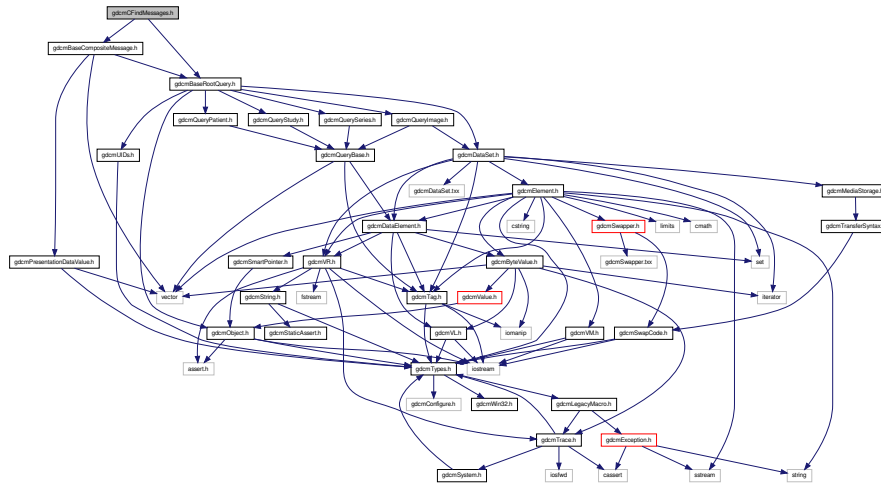 gdcmCFindMessages.h
gdcmBaseCompositeMessage.h
gdcmBaseRootQuery.h
gdcmQueryPatient.h
gdcmQueryStudy.h
gdcmQuerySeries.h
gdcmQueryImage.h
gdcmUIDs.h
gdcmQueryBase.h
gdcmDataSet.h
gdcmDataSet.txx
gdcmElement.h
gdcmMediaStorage.h
gdcmDataElement.h
cstring
gdcmSwapper.h
limits
cmath
gdcmTransferSyntax.h
gdcmPresentationDataValue.h
gdcmSmartPointer.h
gdcmVR.h
gdcmByteValue.h
gdcmSwapper.txx
set
vector
gdcmString.h
fstream
gdcmTag.h
gdcmValue.h
iterator
gdcmObject.h
gdcmStaticAssert.h
gdcmVL.h
iomanip
gdcmVM.h
gdcmSwapCode.h
assert.h
gdcmTypes.h
iostream
gdcmConfigure.h
gdcmWin32.h
gdcmLegacyMacro.h
gdcmTrace.h
gdcmException.h
gdcmSystem.h
iosfwd
cassert
sstream
string